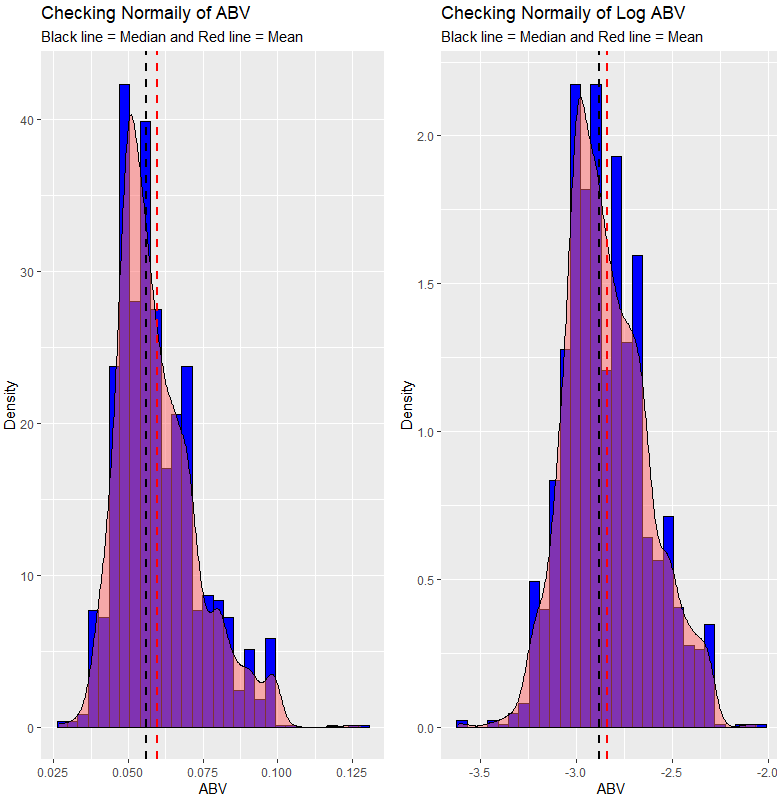 Checking Normaily of ABV
Black line = Median and Red line = Mean
Density
40
30
20
10
0
0.025
0.050
0.075
0.100
0.125
ABV
Checking Normaily of Log ABV
Black line = Median and Red line = Mean
Density
2.0
1.5
1.0
0.5
0.0
-3.5
-3.0
-2.5
-2.0
ABV